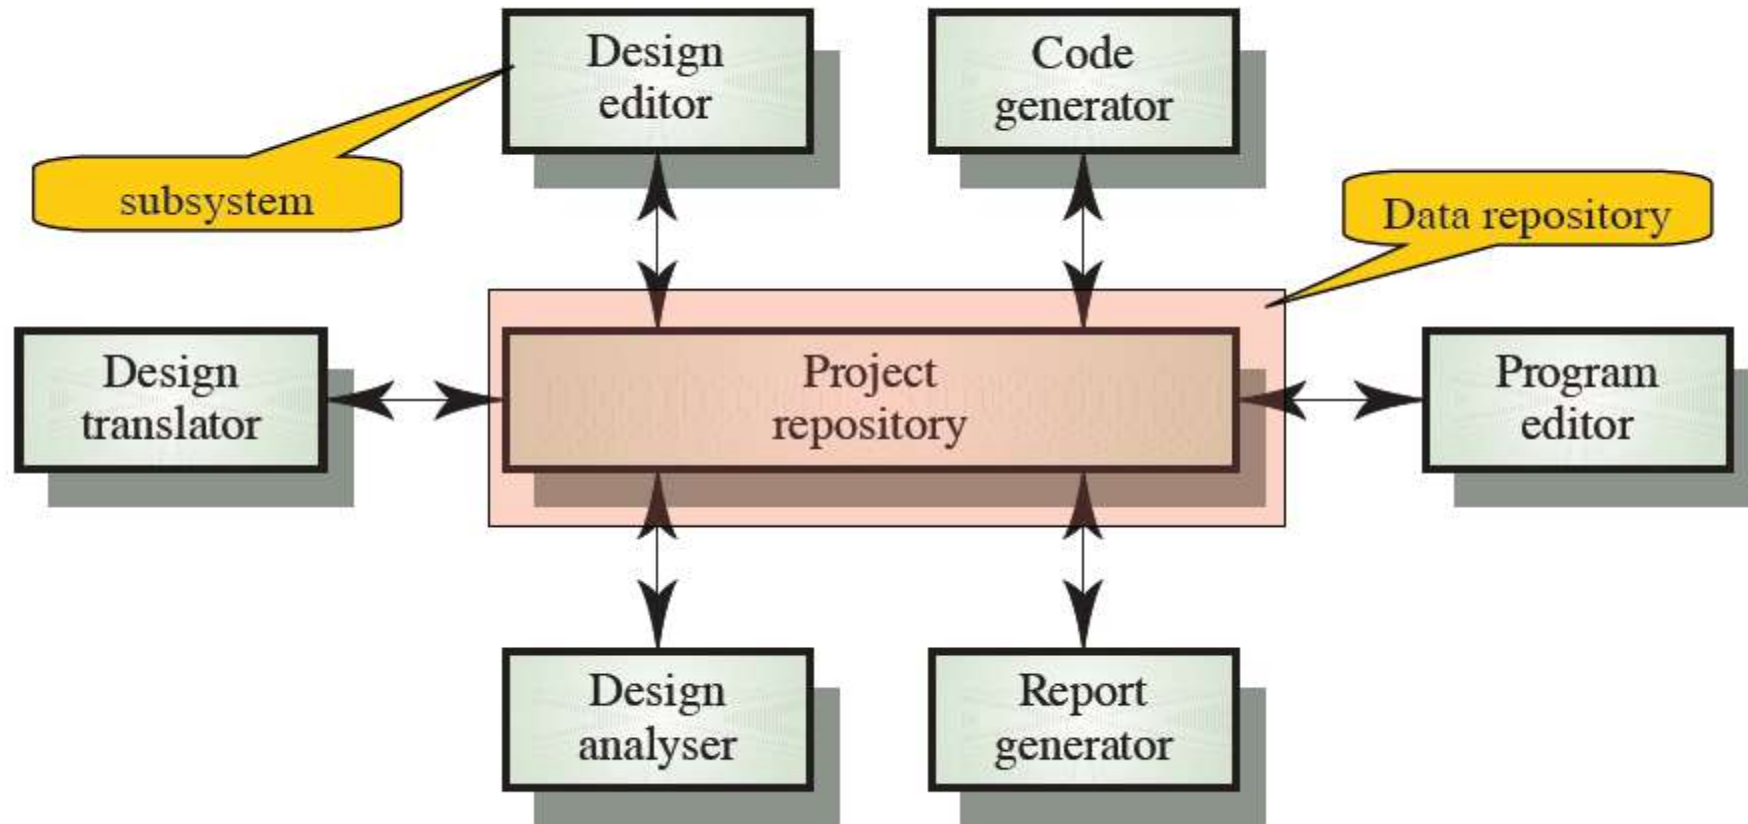 Design
editor
Code
generator
subsystem
Data repository
Design
translator
Project
repository
Program
editor
Design
analyser
Report
generator